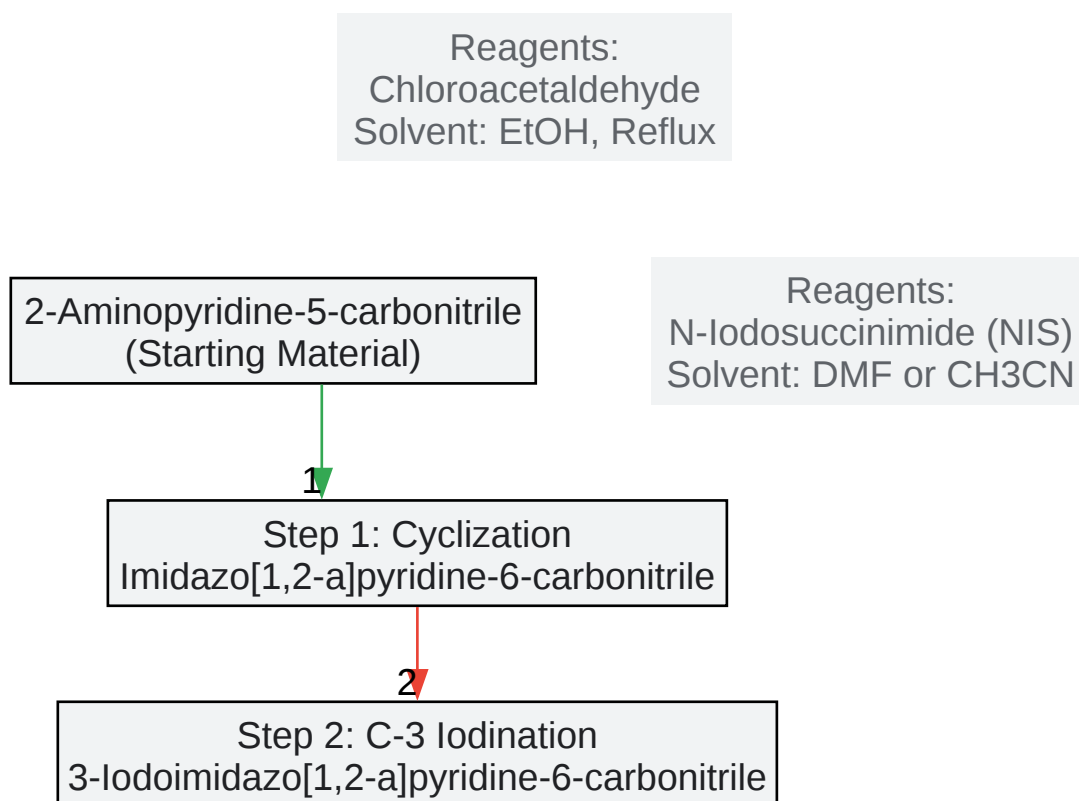 Reagents:
Chloroacetaldehyde
Solvent: EtOH, Reflux
2-Aminopyridine-5-carbonitrile
(Starting Material)
Reagents:
N-Iodosuccinimide (NIS)
Solvent: DMF or CH3CN
1
Step 1: Cyclization
Imidazo[1,2-a]pyridine-6-carbonitrile
2
Step 2: C-3 Iodination
3-Iodoimidazo[1,2-a]pyridine-6-carbonitrile